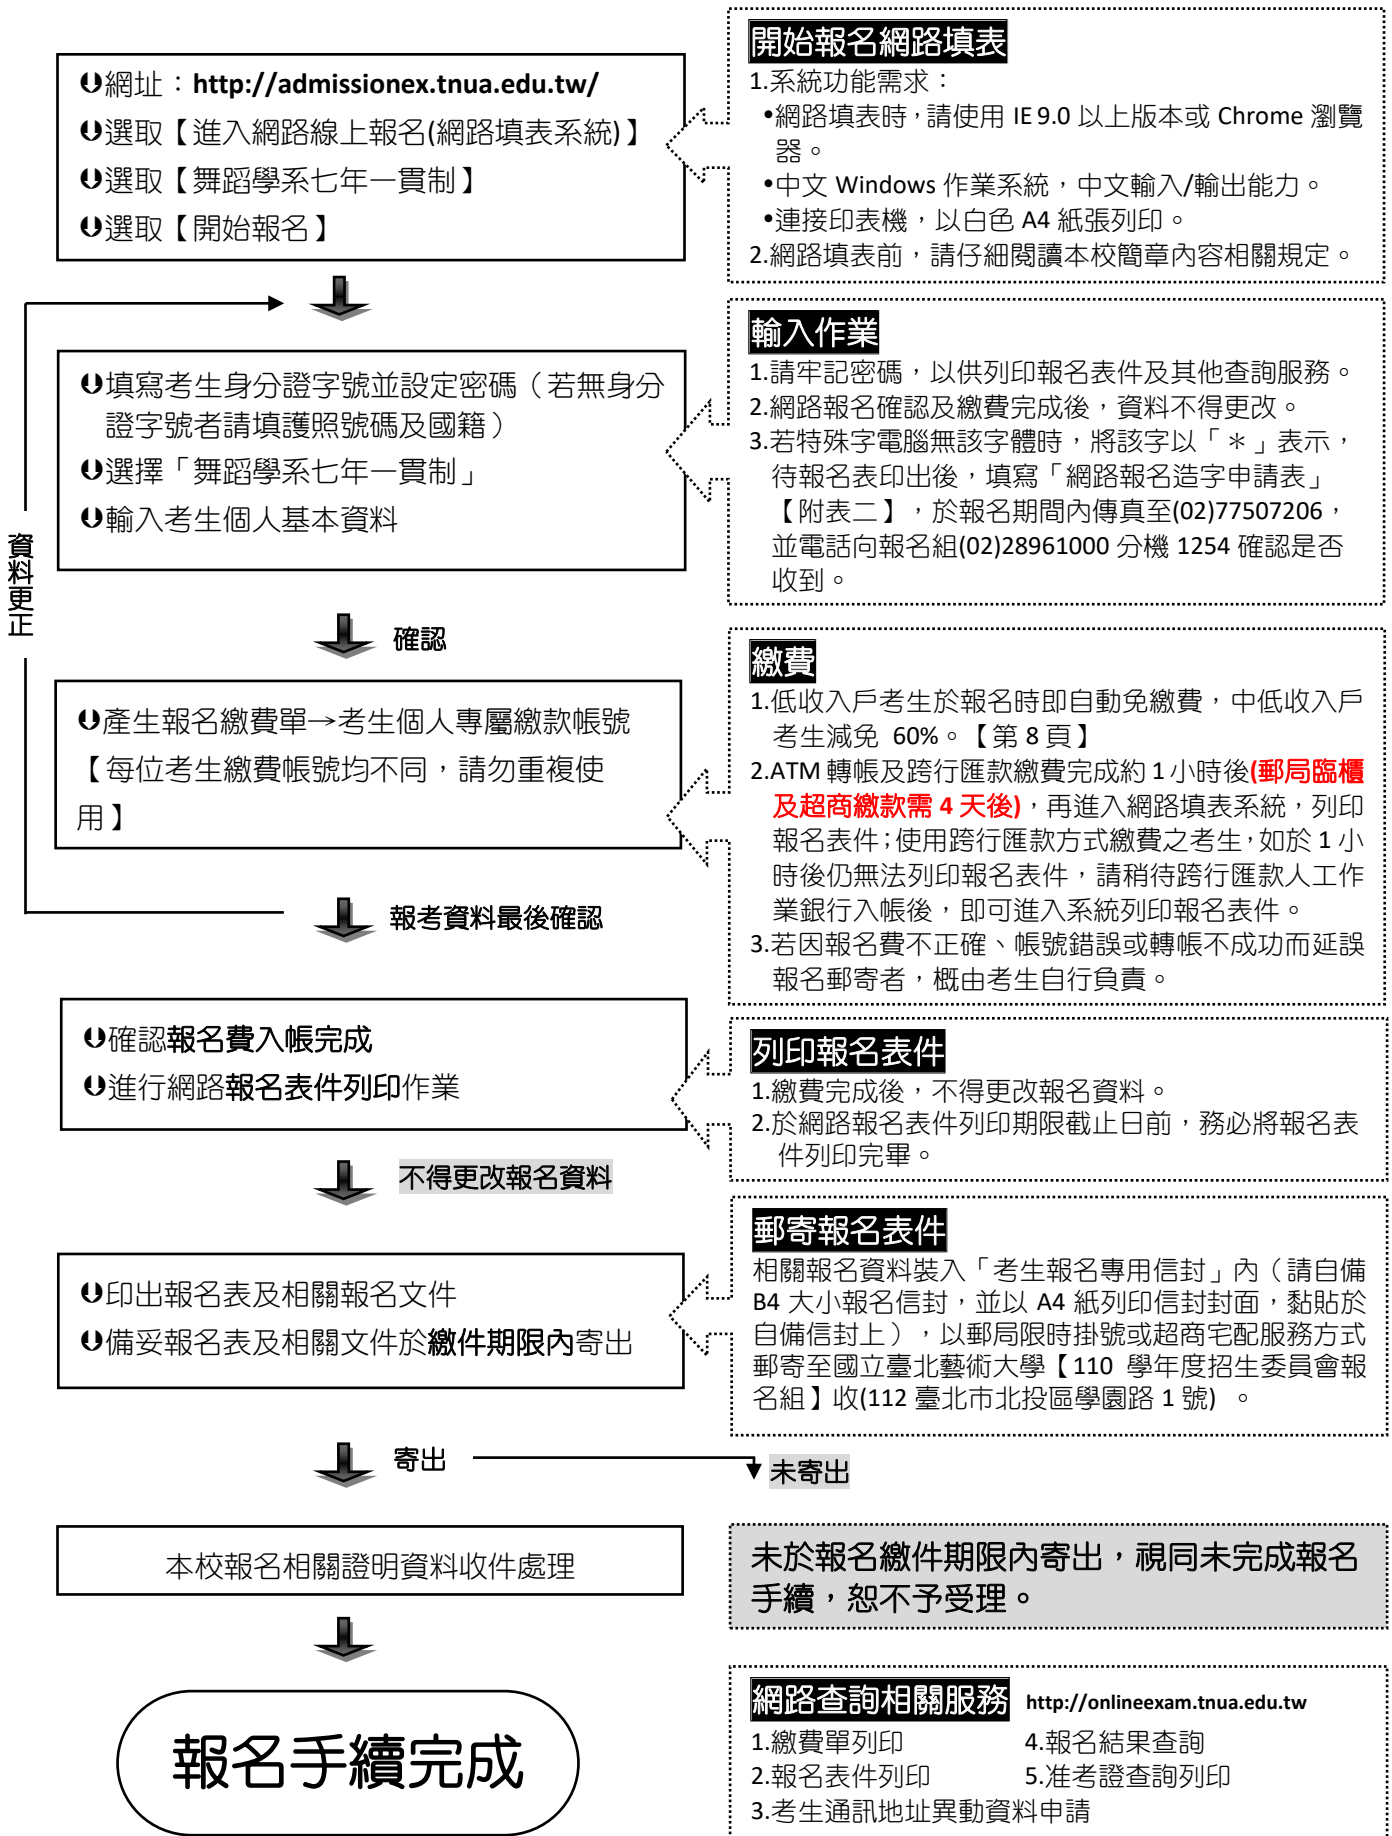 網址：http://admissionex.tnua.edu.tw/
選取【進入網路線上報名(網路填表系統)】
選取【舞蹈學系七年一貫制】
選取【開始報名】
開始報名網路填表
1.系統功能需求：
•網路填表時，請使用 IE 9.0 以上版本或 Chrome 瀏覽
器。
•中文 Windows 作業系統，中文輸入/輸出能力。
•連接印表機，以白色 A4 紙張列印。
2.網路填表前，請仔細閱讀本校簡章內容相關規定。
資料更正
填寫考生身分證字號並設定密碼（若無身分
證字號者請填護照號碼及國籍）
選擇「舞蹈學系七年一貫制」
輸入考生個人基本資料
輸入作業
1.請牢記密碼，以供列印報名表件及其他查詢服務。
2.網路報名確認及繳費完成後，資料不得更改。
3.若特殊字電腦無該字體時，將該字以「＊」表示，
待報名表印出後，填寫「網路報名造字申請表」
【附表二】，於報名期間內傳真至(02)77507206，
並電話向報名組(02)28961000 分機 1254 確認是否
收到。
確認
產生報名繳費單→考生個人專屬繳款帳號
【每位考生繳費帳號均不同，請勿重複使
用】
繳費
1.低收入戶考生於報名時即自動免繳費，中低收入戶
考生減免 60%。【第 8 頁】
2.ATM 轉帳及跨行匯款繳費完成約 1 小時後(郵局臨櫃
及超商繳款需 4 天後)，再進入網路填表系統，列印
報名表件；使用跨行匯款方式繳費之考生，如於 1 小
時後仍無法列印報名表件，請稍待跨行匯款人工作
業銀行入帳後，即可進入系統列印報名表件。
3.若因報名費不正確、帳號錯誤或轉帳不成功而延誤
報名郵寄者，概由考生自行負責。
報考資料最後確認
確認報名費入帳完成
進行網路報名表件列印作業
列印報名表件
1.繳費完成後，不得更改報名資料。
2.於網路報名表件列印期限截止日前，務必將報名表
件列印完畢。
不得更改報名資料
印出報名表及相關報名文件
備妥報名表及相關文件於繳件期限內寄出
郵寄報名表件
相關報名資料裝入「考生報名專用信封」內（請自備
B4 大小報名信封，並以 A4 紙列印信封封面，黏貼於
自備信封上），以郵局限時掛號或超商宅配服務方式
郵寄至國立臺北藝術大學【110 學年度招生委員會報
名組】收(112 臺北市北投區學園路 1 號) 。
寄出
未寄出
本校報名相關證明資料收件處理
未於報名繳件期限內寄出，視同未完成報名
手續，恕不予受理。
報名手續完成
網路查詢相關服務 http://onlineexam.tnua.edu.tw
1.繳費單列印 4.報名結果查詢
2.報名表件列印 5.准考證查詢列印
3.考生通訊地址異動資料申請